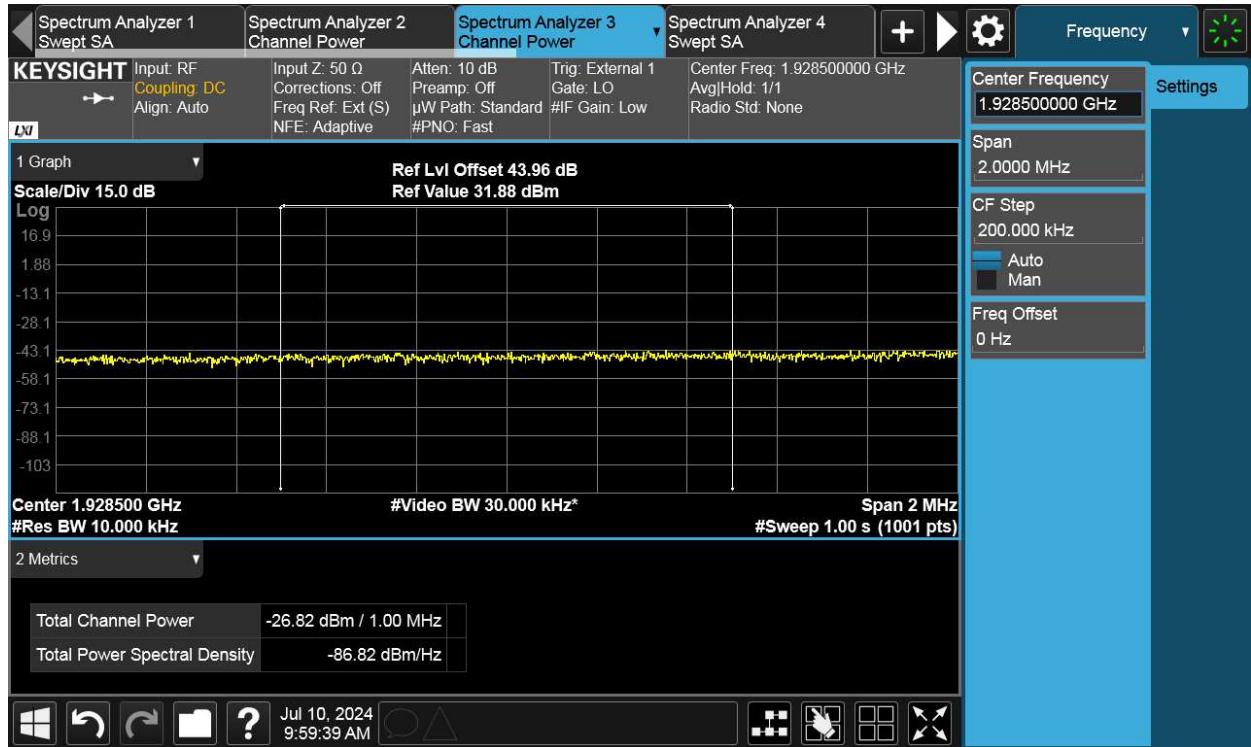 Spectrum Analyzer 1
Swept SA
Spectrum Analyzer 2
Channel Power
Spectrum Analyzer 3
Channel Power
Spectrum Analyzer 4
Swept SA
Frequency
KEYSIGHT
LXI
Input: RF
Coupling: DC
Align: Auto
Input Z: 50 Ω
Corrections: Off
Freq Ref: Ext (S)
NFE: Adaptive
Atten: 10 dB
Preamp: Off
µW Path: Standard
#PNO: Fast
Trig: External 1
Gate: LO
#IF Gain: Low
Center Freq: 1.928500000 GHz
Avg|Hold: 1/1
Radio Std: None
Center Frequency
1.928500000 GHz
Settings
Span
2.0000 MHz
CF Step
200.000 kHz
Auto
Man
Freq Offset
0 Hz
1 Graph
Scale/Div 15.0 dB
Ref Lvl Offset 43.96 dB
Ref Value 31.88 dBm
Log
16.9
1.88
-13.1
-28.1
-43.1
-58.1
-73.1
-88.1
-103
Center 1.928500 GHz
#Video BW 30.000 kHz*
Span 2 MHz
#Res BW 10.000 kHz
#Sweep 1.00 s (1001 pts)
2 Metrics
Total Channel Power -26.82 dBm / 1.00 MHz
Total Power Spectral Density -86.82 dBm/Hz
?
Jul 10, 2024
9:59:39 AM